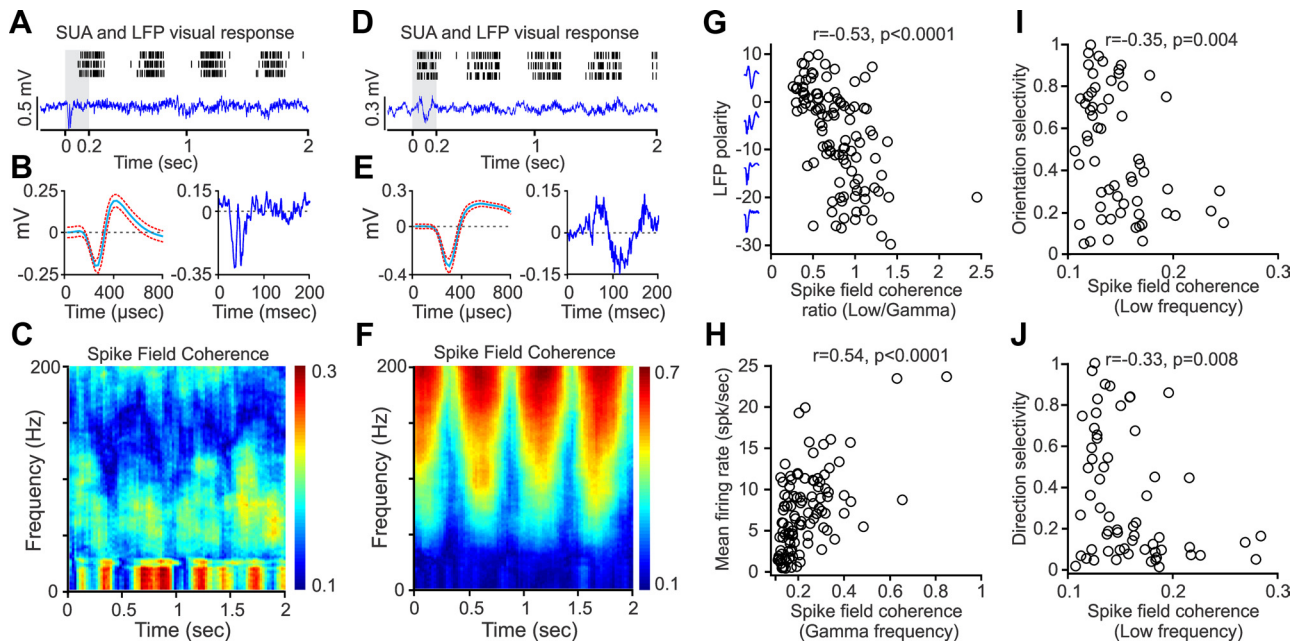 A
SUA and LFP visual response
0.5 mV
0
0.2
1
2
Time (sec)
B
mV
0.25
0
-0.25
0
400
800
Time (µsec)
0.15
0
-0.35
0
100
200
Time (msec)
C
Spike Field Coherence
Frequency (Hz)
200
0
0
0.5
1
1.5
2
Time (sec)
0.3
0.1
D
SUA and LFP visual response
0.3 mV
0
0.2
1
2
Time (sec)
E
mV
0.3
0
-0.4
0
400
800
Time (µsec)
0.15
0
-0.15
0
100
200
Time (msec)
F
Spike Field Coherence
Frequency (Hz)
200
0
0
0.5
1
1.5
2
Time (sec)
0.7
0.1
G
r=-0.53, p<0.0001
LFP polarity
10
0
-10
-20
-30
0
0.5
1
1.5
2
2.5
Spike field coherence
ratio (Low/Gamma)
H
r=0.54, p<0.0001
Mean firing rate (spk/sec)
25
20
15
10
5
0
0.2
0.4
0.6
0.8
1
Spike field coherence
(Gamma frequency)
I
r=-0.35, p=0.004
Orientation selectivity
1
0.8
0.6
0.4
0.2
0
0.1
0.2
0.3
Spike field coherence
(Low frequency)
J
r=-0.33, p=0.008
Direction selectivity
1
0.8
0.6
0.4
0.2
0
0.1
0.2
0.3
Spike field coherence
(Low frequency)